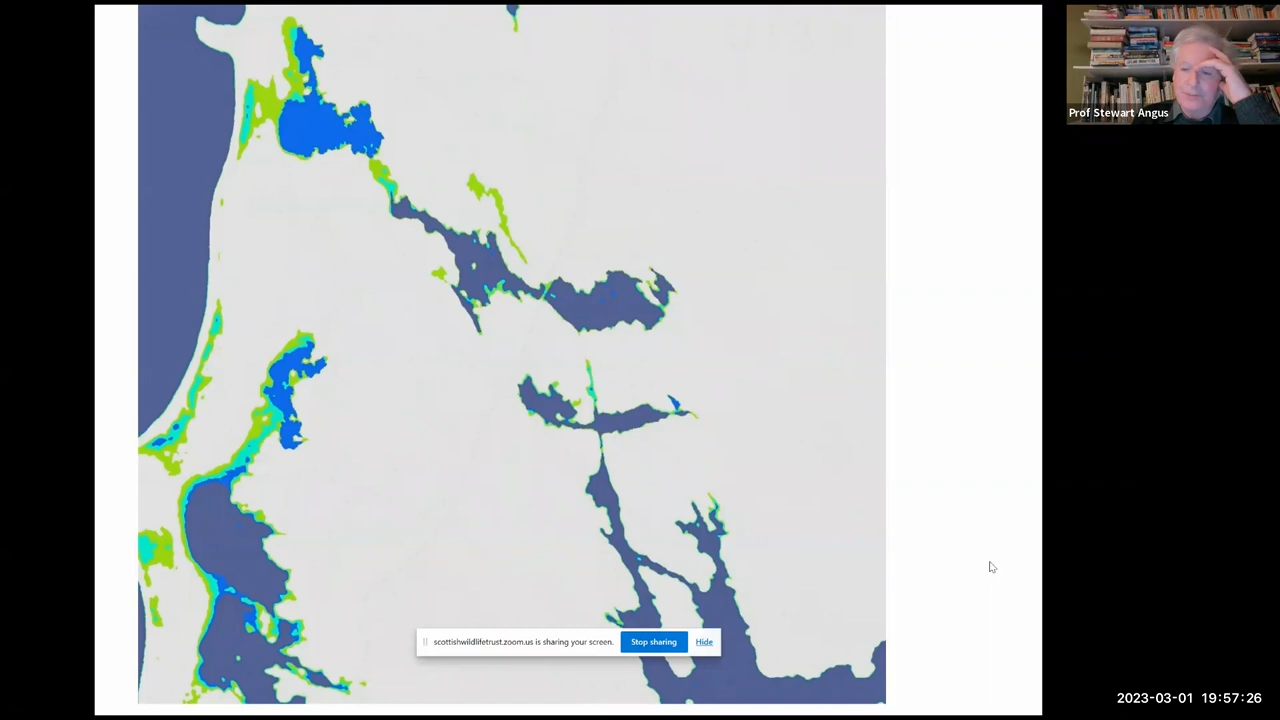 Prof Stewart Angus
scottishwildlifetrust.zoom.us is sharing your screen.
Stop sharing
Hide
2023-03-01 19:57:26